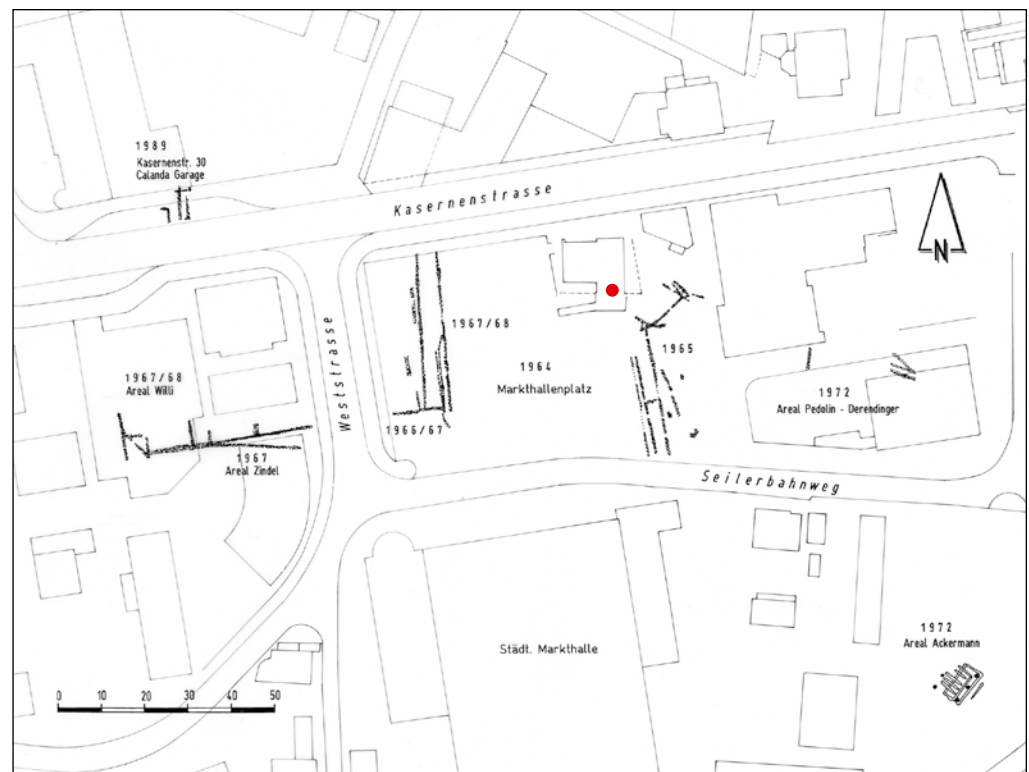 1989
Kasernenstr. 30
Calanda Garage
Kasernenstrasse
N
Weststrasse
1967/68
1965
1964
Markthallenplatz
1967/68
Areal Willi
1972
Areal Pedolin - Derendinger
1966/67
1967
Areal Zindel
Seilerbahnweg
1972
Areal Ackermann
Städt. Markthalle
0 10 20 30 40 50